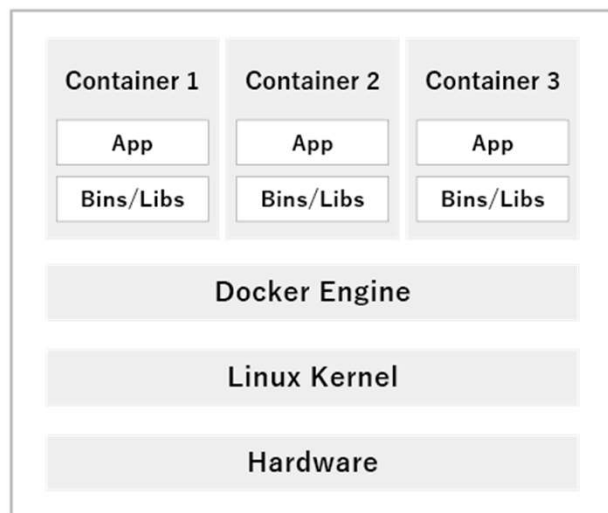 Container 1 Container 2 Container 3
App App App
Bins/Libs Bins/Libs Bins/Libs
Docker Engine
Linux Kernel
Hardware